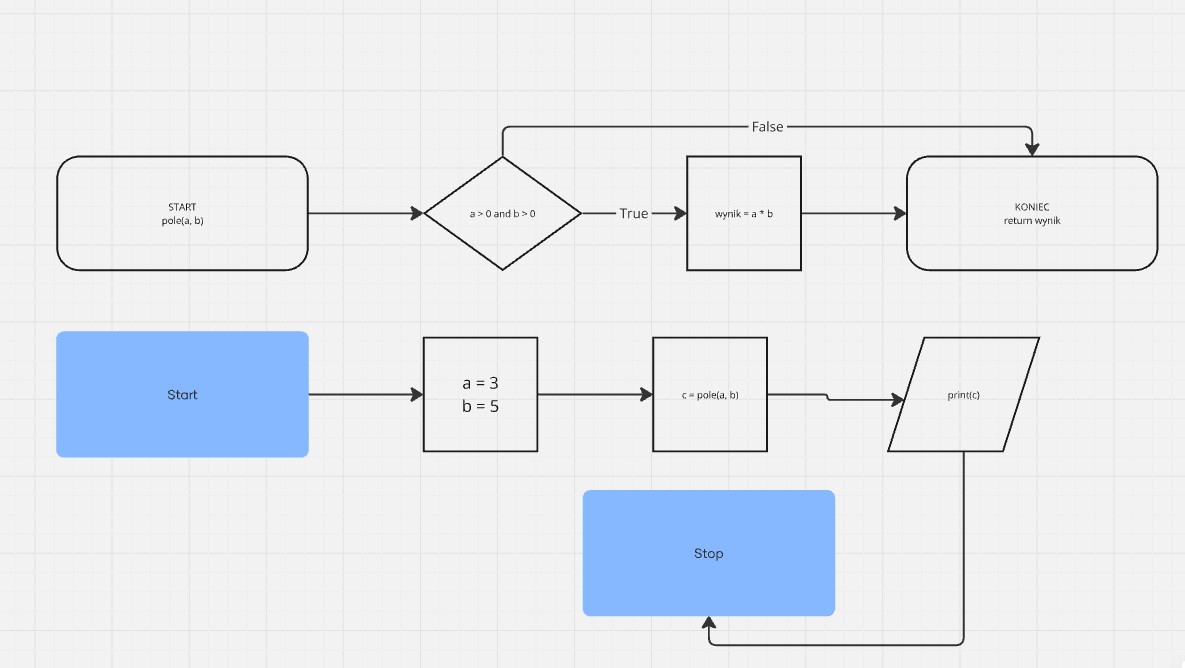 False
START
pole(a, b)
a > 0 and b > 0
True
wynik = a * b
KONIEC
return wynik
Start
a = 3
b = 5
c = pole(a, b)
print(c)
Stop